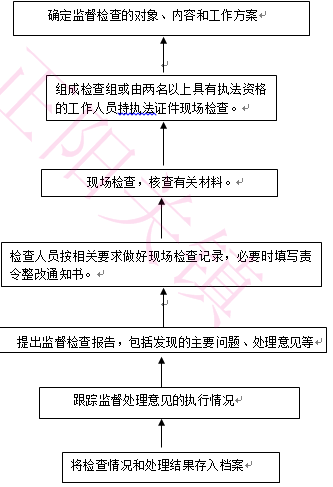 确定监督检查的对象、内容和工作方案
组成检查组或由两名以上具有执法资格
的工作人员持执法证件现场检查。
现场检查，核查有关材料。
检查人员按相关要求做好现场检查记录，必要时填写责
令整改通知书。
提出监督检查报告，包括发现的主要问题、处理意见等
跟踪监督处理意见的执行情况
将检查情况和处理结果存入档案
正阳关镇